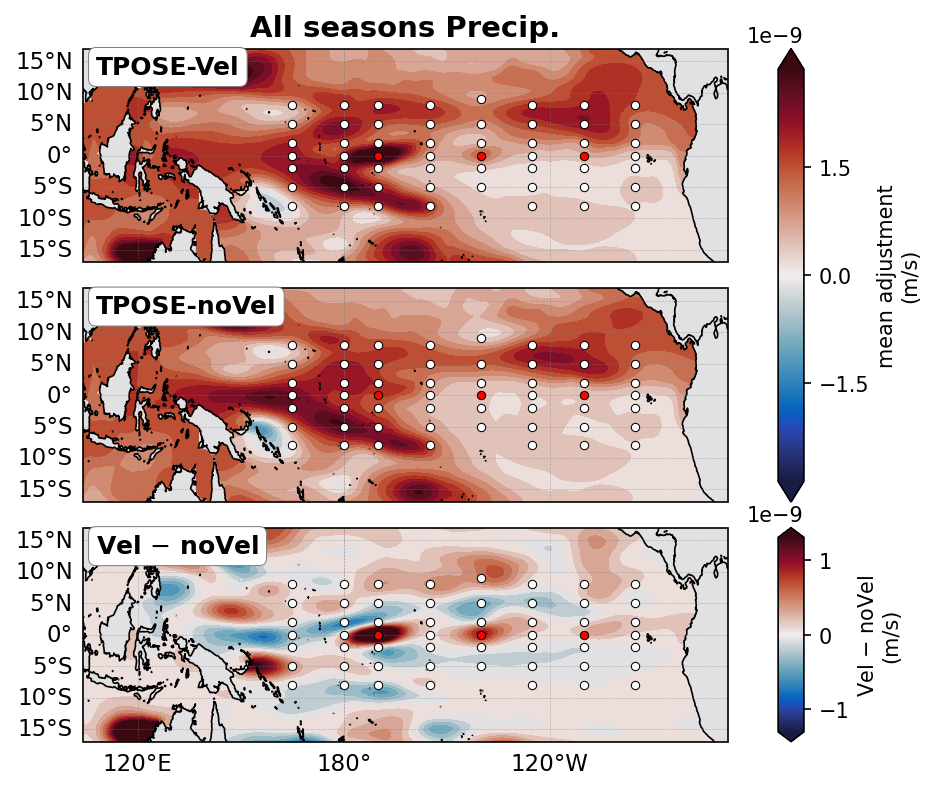 All seasons Precip.
1e−9
TPOSE-Vel
15°N
10°N
5°N
0°
5°S
10°S
15°S
TPOSE-noVel
15°N
10°N
5°N
0°
5°S
10°S
15°S
1.5
0.0
−1.5
mean adjustment
(m/s)
1e−9
Vel − noVel
15°N
10°N
5°N
0°
5°S
10°S
15°S
1
0
−1
Vel − noVel
(m/s)
120°E
180°
120°W